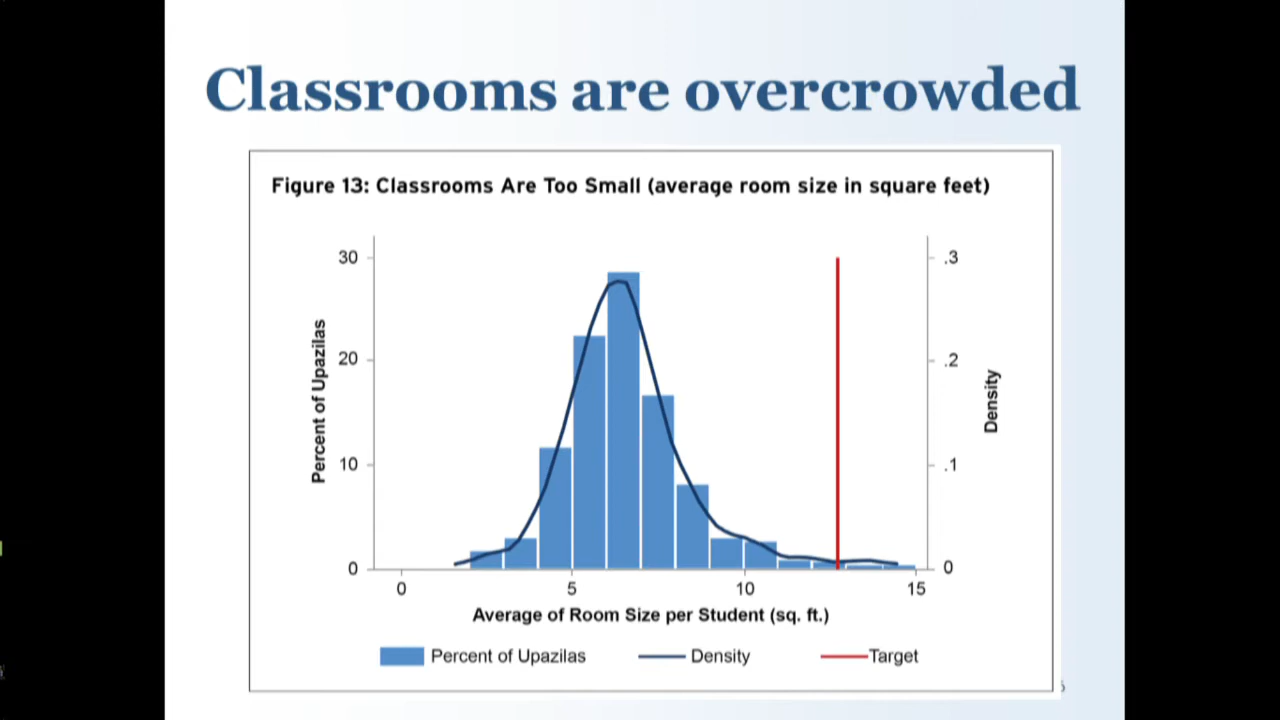 Classrooms are overcrowded
Figure 13: Classrooms Are Too Small (average room size in square feet)
30
20
10
0
Percent of Upazilas
.3
.2
.1
0
Density
0
5
10
15
Average of Room Size per Student (sq. ft.)
Percent of Upazilas
Density
Target